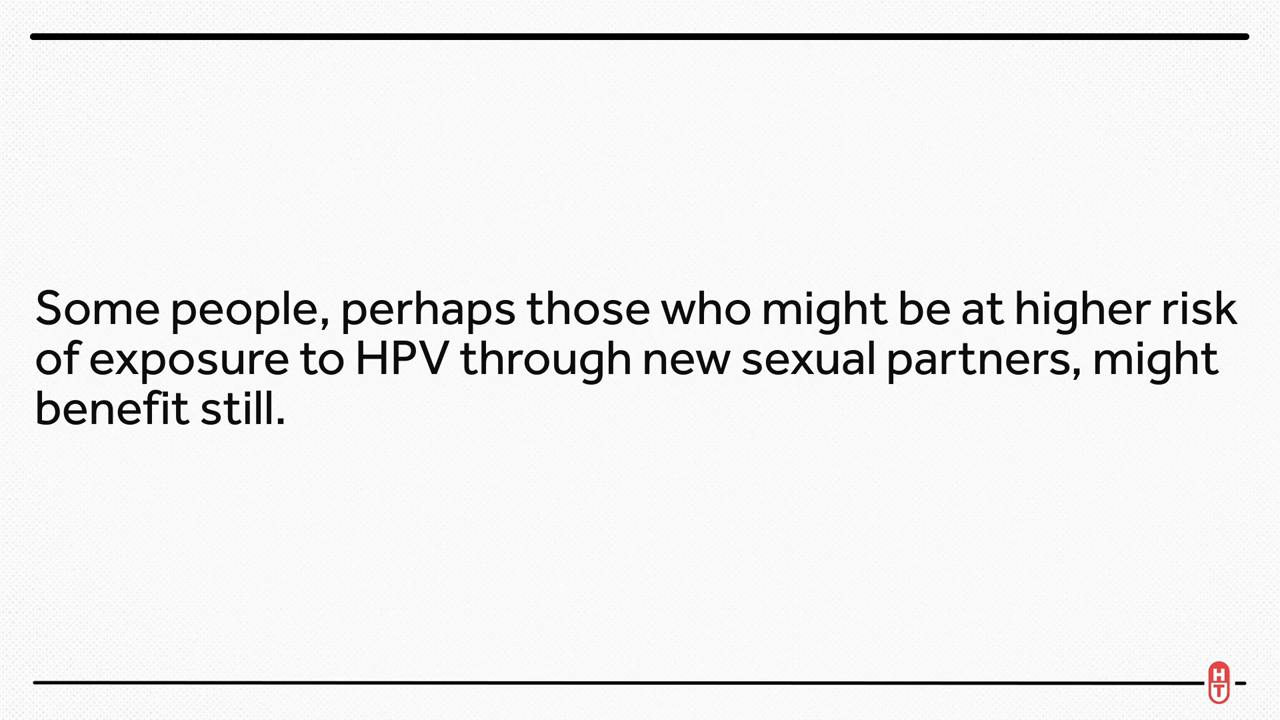 Some people, perhaps those who might be at higher risk
of exposure to HPV through new sexual partners, might
benefit still.
H
T